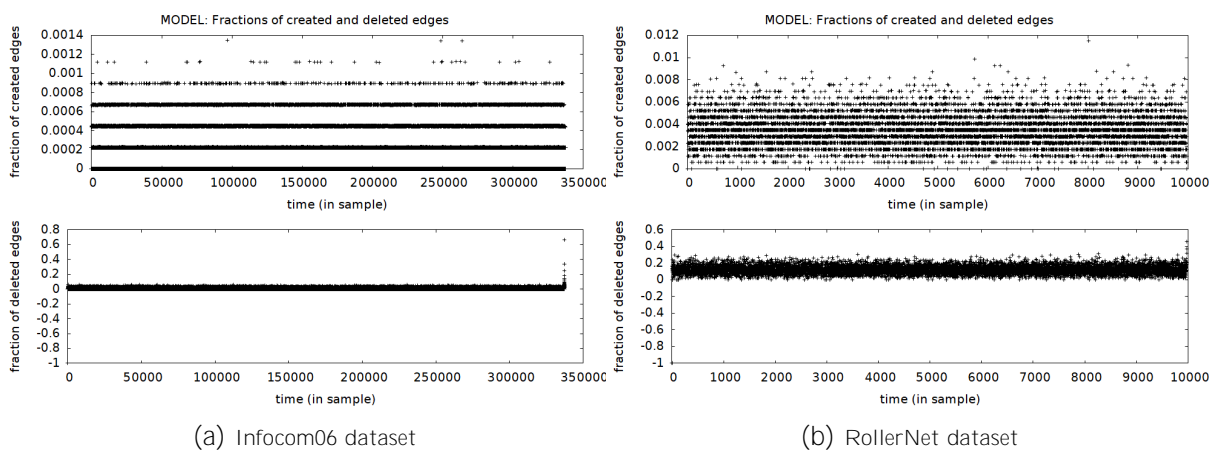 MODEL: Fractions of created and deleted edges
fraction of created edges
0.0014
0.0012
0.001
0.0008
0.0006
0.0004
0.0002
0
0 50000 100000 150000 200000 250000 300000 350000
time (in sample)
fraction of deleted edges
0.8
0.6
0.4
0.2
0
-0.2
-0.4
-0.6
-0.8
-1
0 50000 100000 150000 200000 250000 300000 350000
time (in sample)
(a) Infocom06 dataset
MODEL: Fractions of created and deleted edges
fraction of created edges
0.012
0.01
0.008
0.006
0.004
0.002
0
0 1000 2000 3000 4000 5000 6000 7000 8000 9000 10000
time (in sample)
fraction of deleted edges
0.6
0.4
0.2
0
-0.2
-0.4
-0.6
-0.8
-1
0 1000 2000 3000 4000 5000 6000 7000 8000 9000 10000
time (in sample)
(b) RollerNet dataset